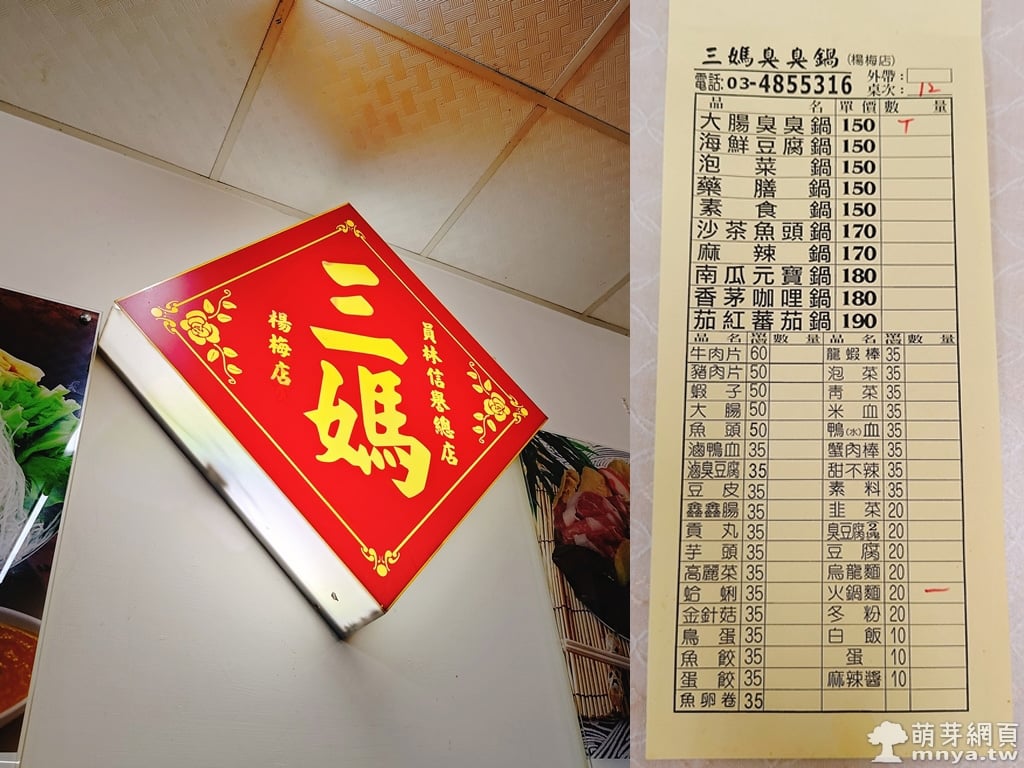 三媽
員林信譽總店
楊梅店
三媽臭臭鍋(楊梅店)
電話:03-4855316 外帶:
桌次: 12
品名 單價 數量
大腸臭臭鍋 150 T
海鮮豆腐鍋 150
泡菜鍋 150
藥膳鍋 150
素食鍋 150
沙茶魚頭鍋 170
麻辣鍋 170
南瓜元寶鍋 180
香茅咖哩鍋 180
茄紅蕃茄鍋 190
品名 數量 品名 數量
牛肉片 60 龍蝦棒 35
豬肉片 50 泡菜 35
蝦子 50 青菜 35
大腸 50 米血 35
魚頭 50 鴨(水)血 35
滷鴨血 35 蟹肉棒 35
滷臭豆腐 35 甜不辣 35
豆皮 35 素料 35
鑫鑫腸 35 韭菜 20
貢丸 35 臭豆腐2塊 20
芋頭 35 豆腐 20
高麗菜 35 烏龍麵 20
蛤蜊 35 火鍋麵 20 一
金針菇 35 冬粉 20
鳥蛋 35 白飯 10
魚餃 35 蛋 10
蛋餃 35 麻辣醬 10
魚卵卷 35
萌芽網頁
mnya.tw